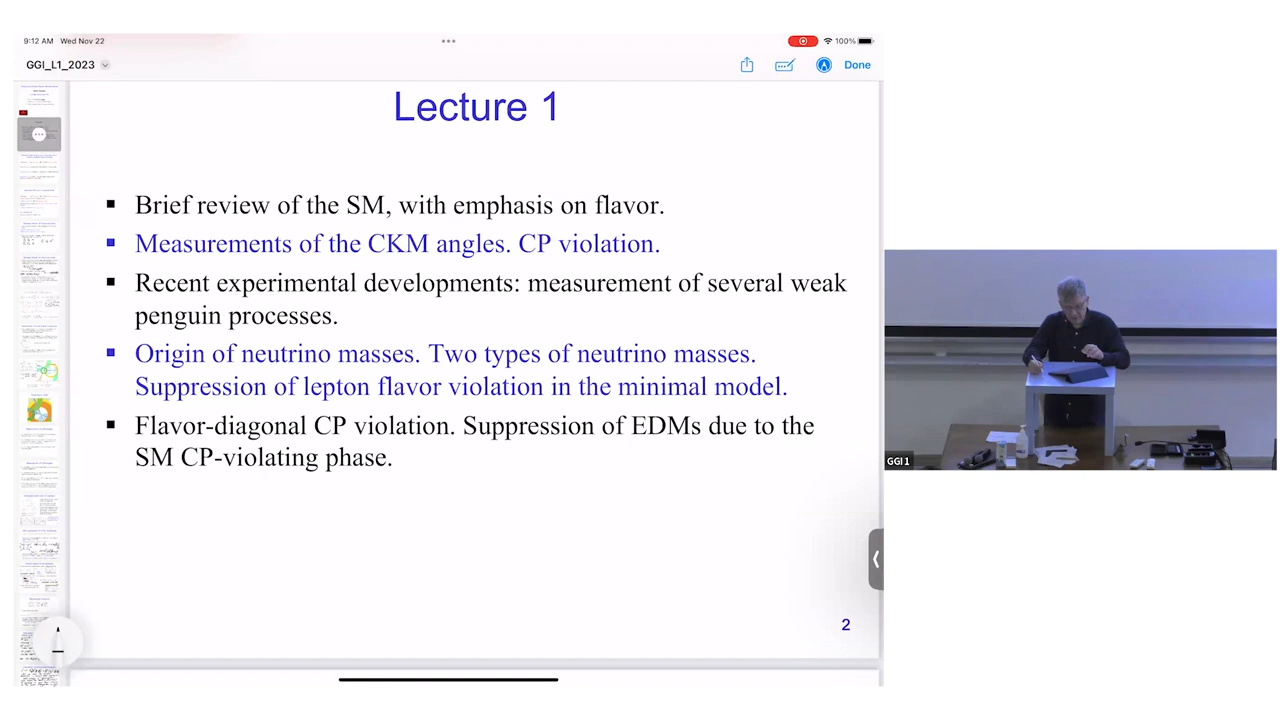 9:12 AM Wed Nov 22
100%
GGI_L1_2023
Done
Lecture 1
▪ Brief review of the SM, with emphasis on flavor.
▪ Measurements of the CKM angles. CP violation.
▪ Recent experimental developments: measurement of several weak
penguin processes.
▪ Origin of neutrino masses. Two types of neutrino masses.
Suppression of lepton flavor violation in the minimal model.
▪ Flavor-diagonal CP violation. Suppression of EDMs due to the
SM CP-violating phase.
2
GGI 1